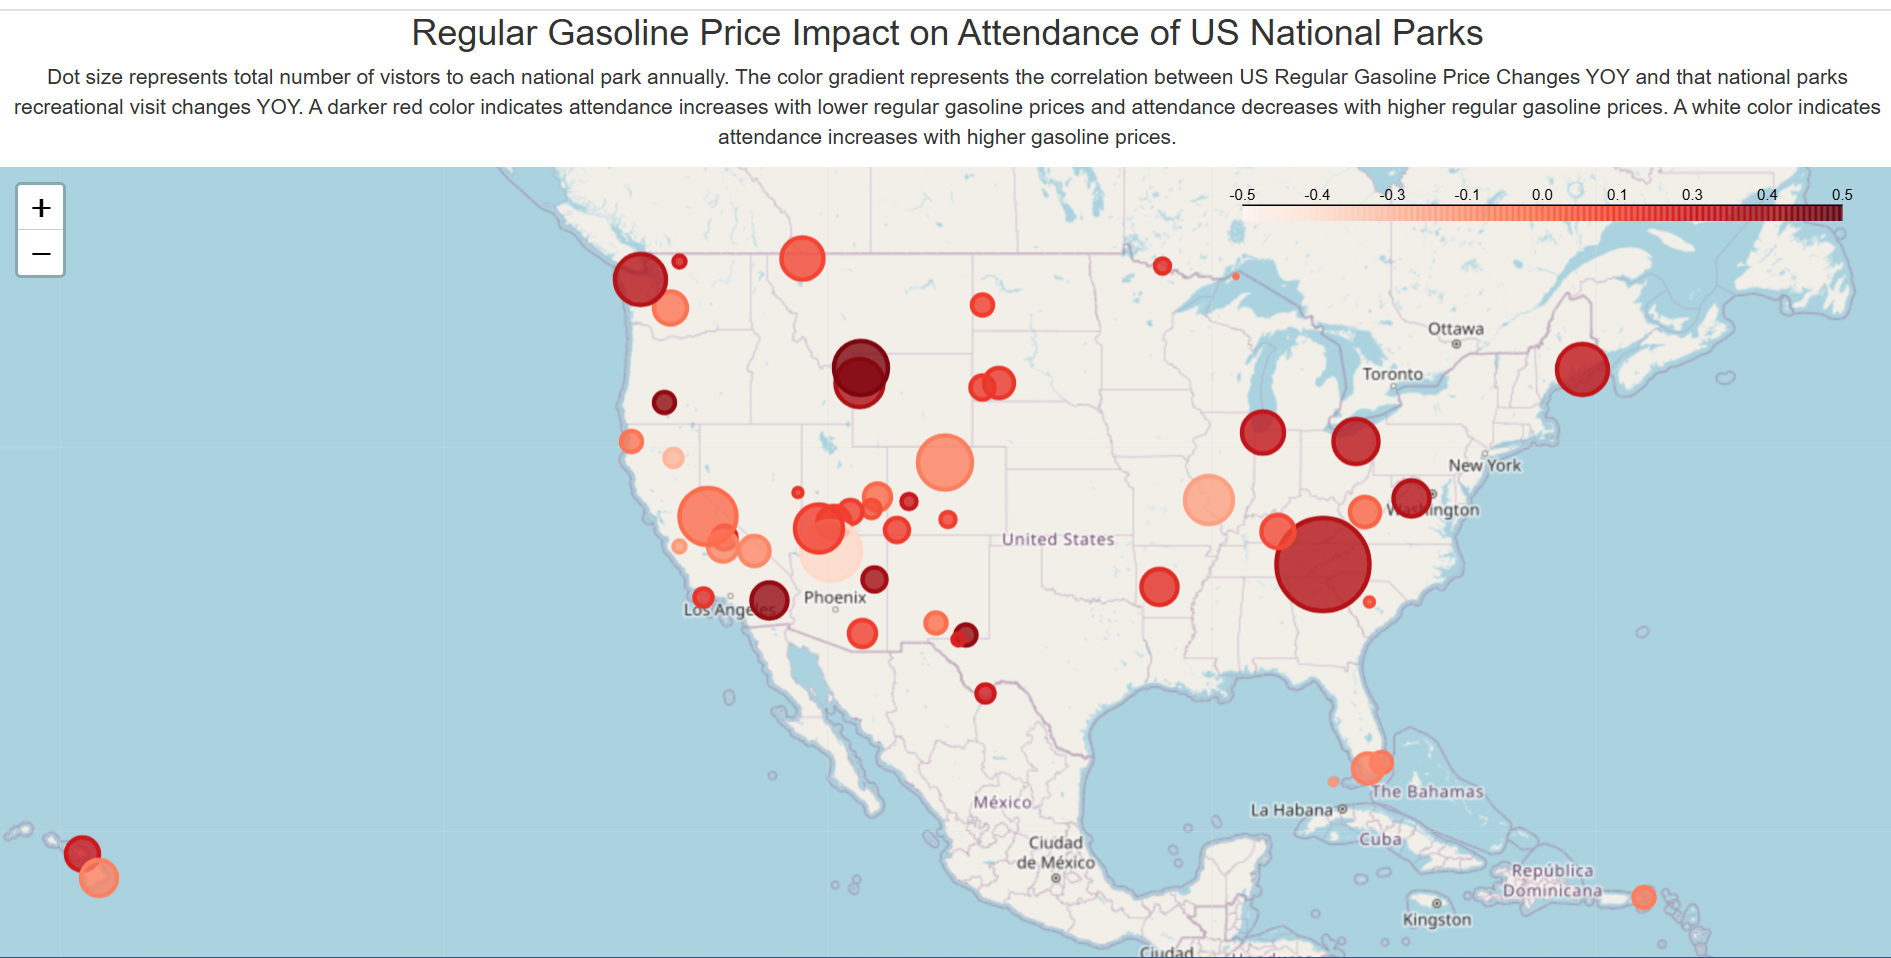 Regular Gasoline Price Impact on Attendance of US National Parks
Dot size represents total number of vistors to each national park annually. The color gradient represents the correlation between US Regular Gasoline Price Changes YOY and that national parks
recreational visit changes YOY. A darker red color indicates attendance increases with lower regular gasoline prices and attendance decreases with higher regular gasoline prices. A white color indicates
attendance increases with higher gasoline prices.
+
−
-0.5 -0.4 -0.3 -0.1 0.0 0.1 0.3 0.4 0.5
Ottawa
Toronto
New York
Washington
United States
Phoenix
Los Angeles
México
La Habana
The Bahamas
Cuba
Ciudad
de México
República
Dominicana
Kingston
Ciudad